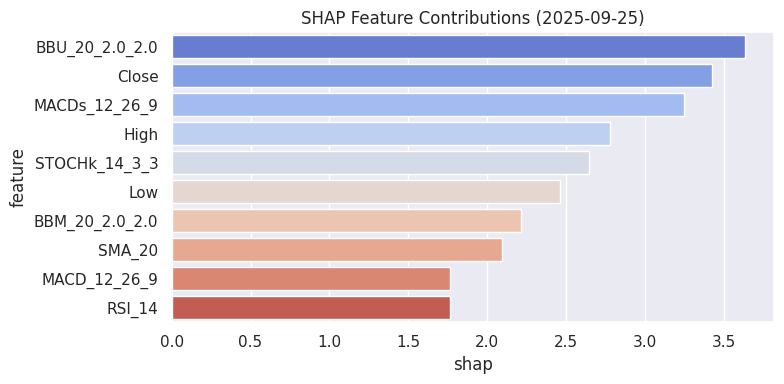 SHAP Feature Contributions (2025-09-25)
feature
BBU_20_2.0_2.0
Close
MACDs_12_26_9
High
STOCHk_14_3_3
Low
BBM_20_2.0_2.0
SMA_20
MACD_12_26_9
RSI_14
0.0 0.5 1.0 1.5 2.0 2.5 3.0 3.5
shap